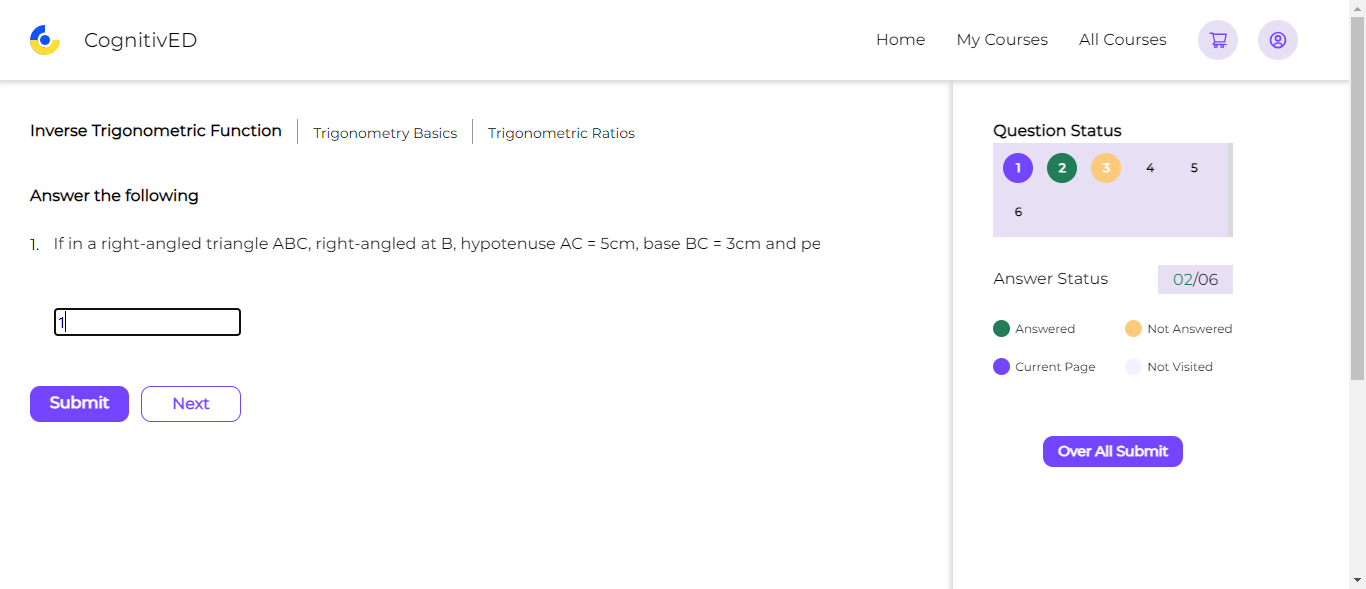 CognitivED
Home
My Courses
All Courses
Inverse Trigonometric Function
Trigonometry Basics
Trigonometric Ratios
Answer the following
1. If in a right-angled triangle ABC, right-angled at B, hypotenuse AC = 5cm, base BC = 3cm and pe
1
Submit
Next
Question Status
1 2 3 4 5
6
Answer Status 02/06
Answered Not Answered
Current Page Not Visited
Over All Submit